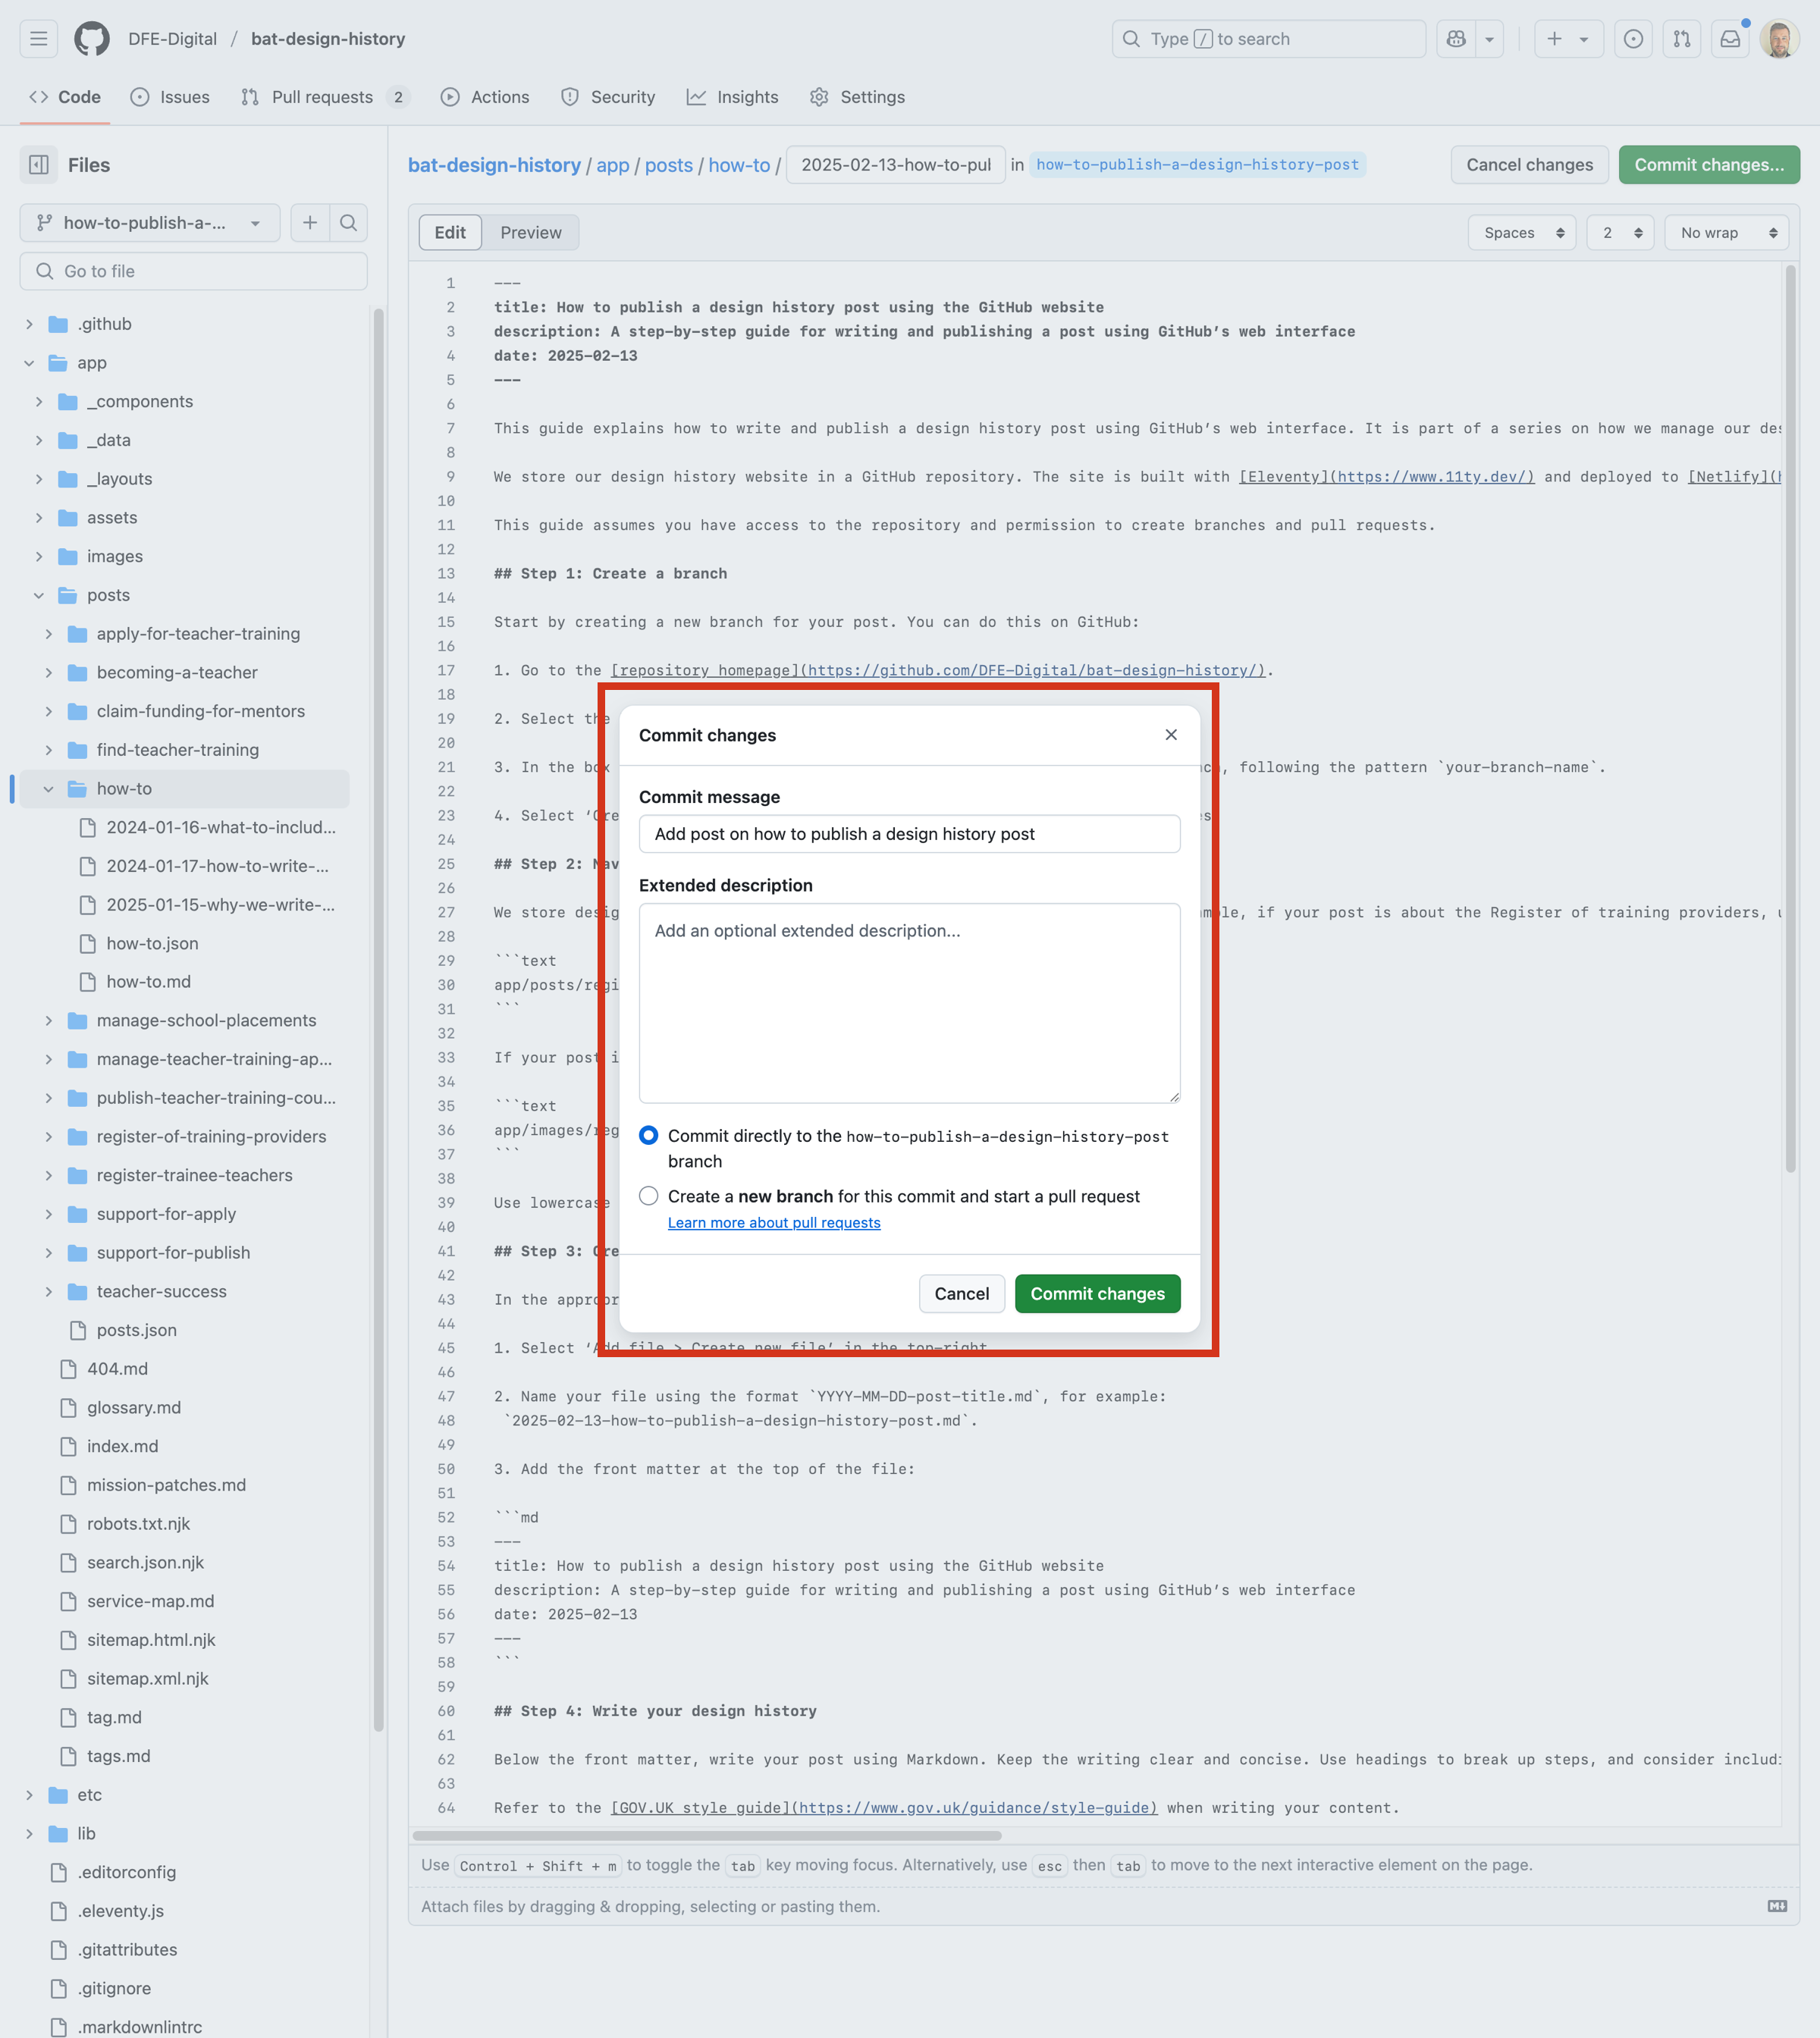 DFE-Digital / bat-design-history
Type / to search
Code
Issues
Pull requests 2
Actions
Security
Insights
Settings
Files
how-to-publish-a-...
Go to file
.github
app
_components
_data
_layouts
assets
images
posts
apply-for-teacher-training
becoming-a-teacher
claim-funding-for-mentors
find-teacher-training
how-to
2024-01-16-what-to-includ...
2024-01-17-how-to-write-...
2025-01-15-why-we-write-...
how-to.json
how-to.md
manage-school-placements
manage-teacher-training-ap...
publish-teacher-training-cou...
register-of-training-providers
register-trainee-teachers
support-for-apply
support-for-publish
teacher-success
posts.json
404.md
glossary.md
index.md
mission-patches.md
robots.txt.njk
search.json.njk
service-map.md
sitemap.html.njk
sitemap.xml.njk
tag.md
tags.md
etc
lib
.editorconfig
.eleventy.js
.gitattributes
.gitignore
.markdownlintrc
bat-design-history / app / posts / how-to / 2025-02-13-how-to-pul in how-to-publish-a-design-history-post
Cancel changes
Commit changes...
Edit
Preview
Spaces
2
No wrap
1 ---
2 title: How to publish a design history post using the GitHub website
3 description: A step-by-step guide for writing and publishing a post using GitHub’s web interface
4 date: 2025-02-13
5 ---
6
7 This guide explains how to write and publish a design history post using GitHub’s web interface. It is part of a series on how we manage our des
8
9 We store our design history website in a GitHub repository. The site is built with [Eleventy](https://www.11ty.dev/) and deployed to [Netlify](h
10
11 This guide assumes you have access to the repository and permission to create branches and pull requests.
12
13 ## Step 1: Create a branch
14
15 Start by creating a new branch for your post. You can do this on GitHub:
16
17 1. Go to the [repository homepage](https://github.com/DFE-Digital/bat-design-history/).
18
19 2. Select the
20
21 3. In the box nch, following the pattern `your-branch-name`.
22
23 4. Select ‘Cre es
24
25 ## Step 2: Nav
26
27 We store desig mple, if your post is about the Register of training providers, u
28
29 ```text
30 app/posts/regi
31 ```
32
33 If your post i
34
35 ```text
36 app/images/reg
37 ```
38
39 Use lowercase
40
41 ## Step 3: Cre
42
43 In the appropr
44
45 1. Select ‘Add file > Create new file’ in the top-right
46
47 2. Name your file using the format `YYYY-MM-DD-post-title.md`, for example:
48 `2025-02-13-how-to-publish-a-design-history-post.md`.
49
50 3. Add the front matter at the top of the file:
51
52 ```md
53 ---
54 title: How to publish a design history post using the GitHub website
55 description: A step-by-step guide for writing and publishing a post using GitHub’s web interface
56 date: 2025-02-13
57 ---
58 ```
59
60 ## Step 4: Write your design history
61
62 Below the front matter, write your post using Markdown. Keep the writing clear and concise. Use headings to break up steps, and consider includi
63
64 Refer to the [GOV.UK style guide](https://www.gov.uk/guidance/style-guide) when writing your content.
Commit changes
Commit message
Add post on how to publish a design history post
Extended description
Add an optional extended description...
Commit directly to the how-to-publish-a-design-history-post
branch
Create a new branch for this commit and start a pull request
Learn more about pull requests
Cancel
Commit changes
Use Control + Shift + m to toggle the tab key moving focus. Alternatively, use esc then tab to move to the next interactive element on the page.
Attach files by dragging & dropping, selecting or pasting them.